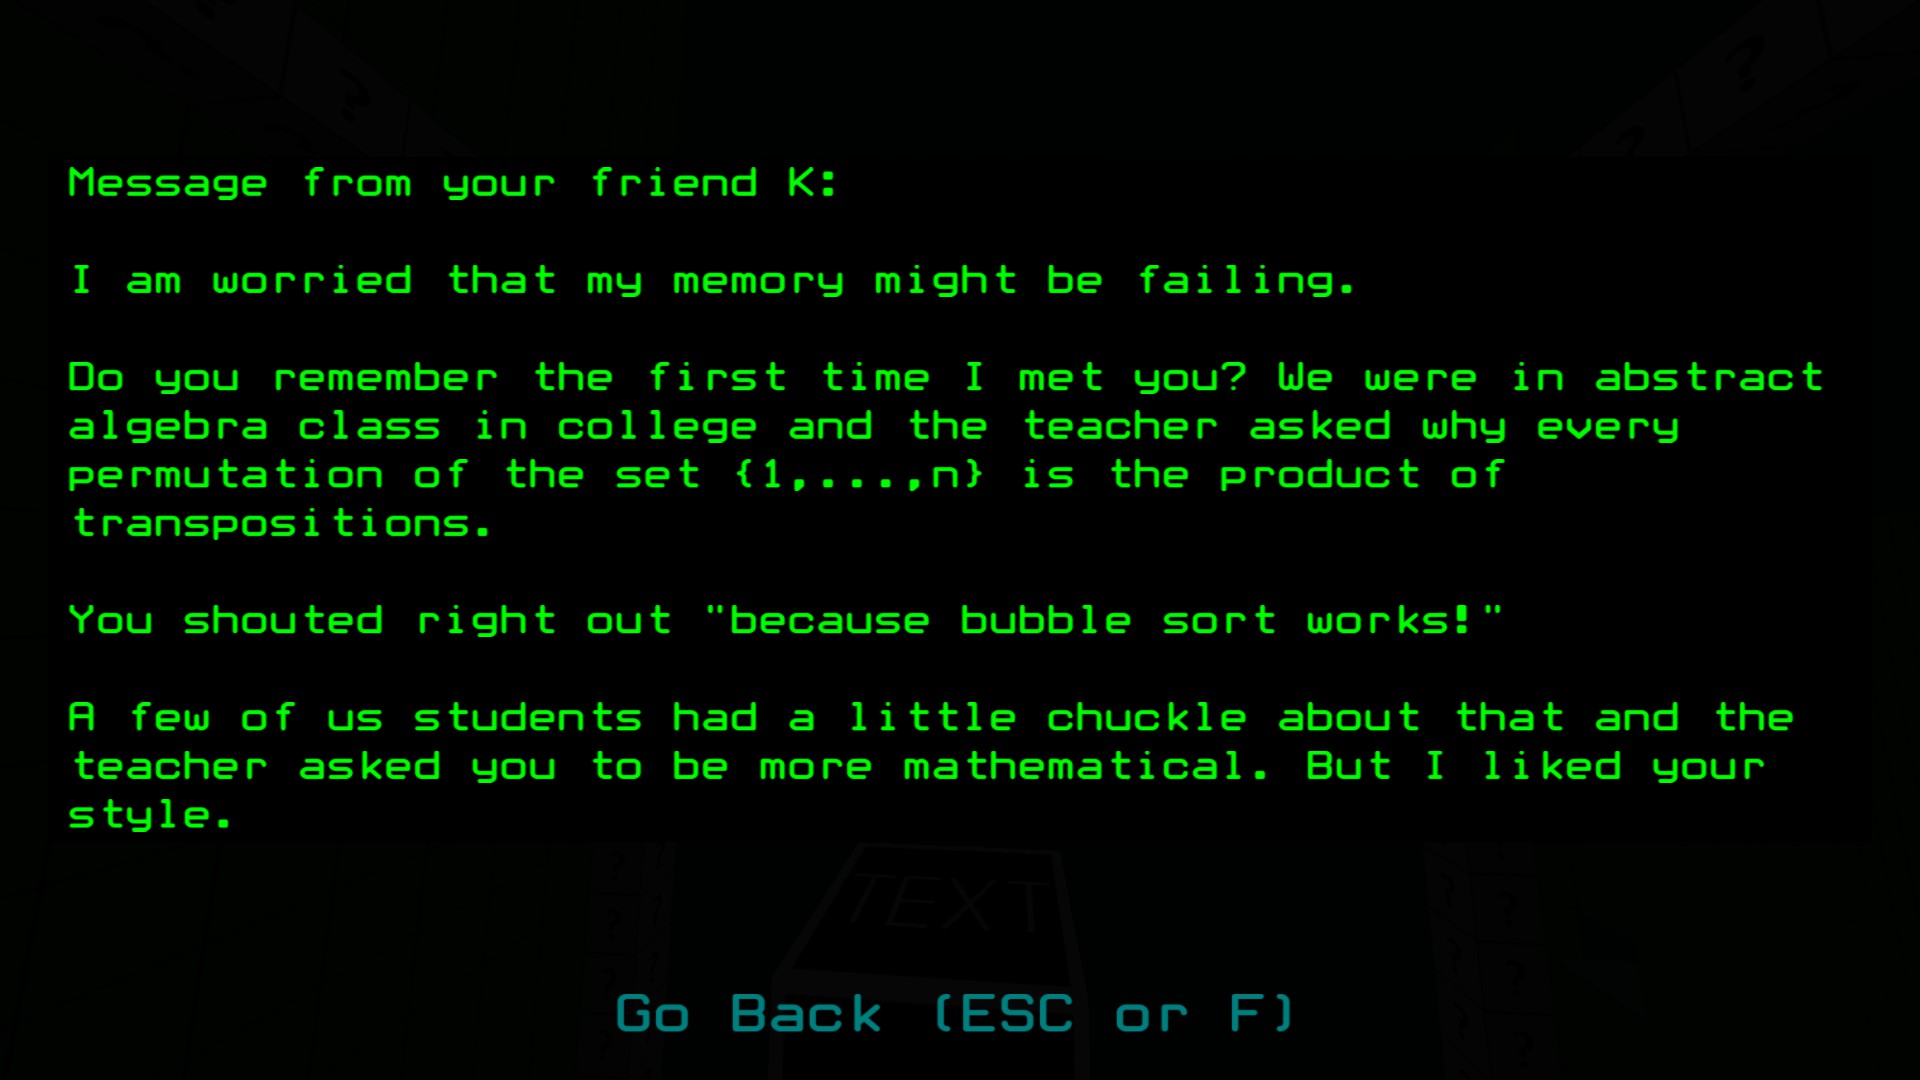 Message from your friend K:
I am worried that my memory might be failing.
Do you remember the first time I met you? We were in abstract
algebra class in college and the teacher asked why every
permutation of the set {1,...,n} is the product of
transpositions.
You shouted right out "because bubble sort works!"
A few of us students had a little chuckle about that and the
teacher asked you to be more mathematical. But I liked your
style.
TEXT
Go Back (ESC or F)